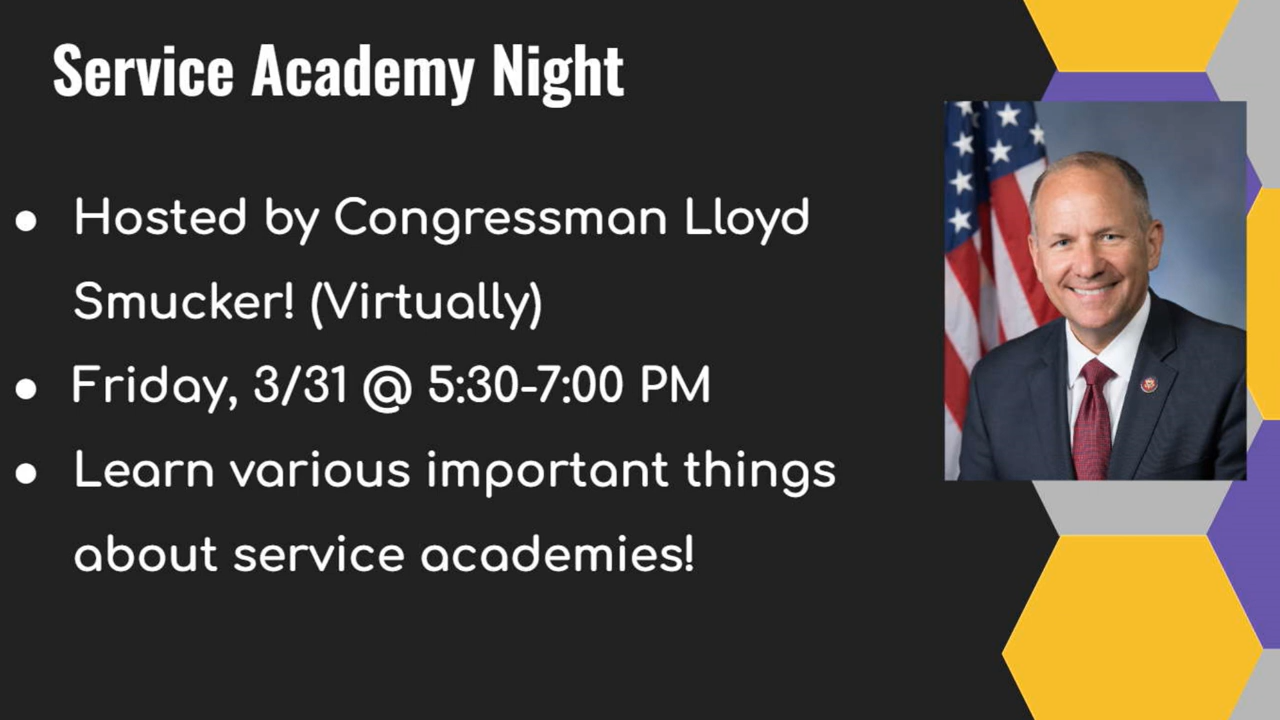 Service Academy Night
● Hosted by Congressman Lloyd
Smucker! (Virtually)
● Friday, 3/31 @ 5:30-7:00 PM
● Learn various important things
about service academies!